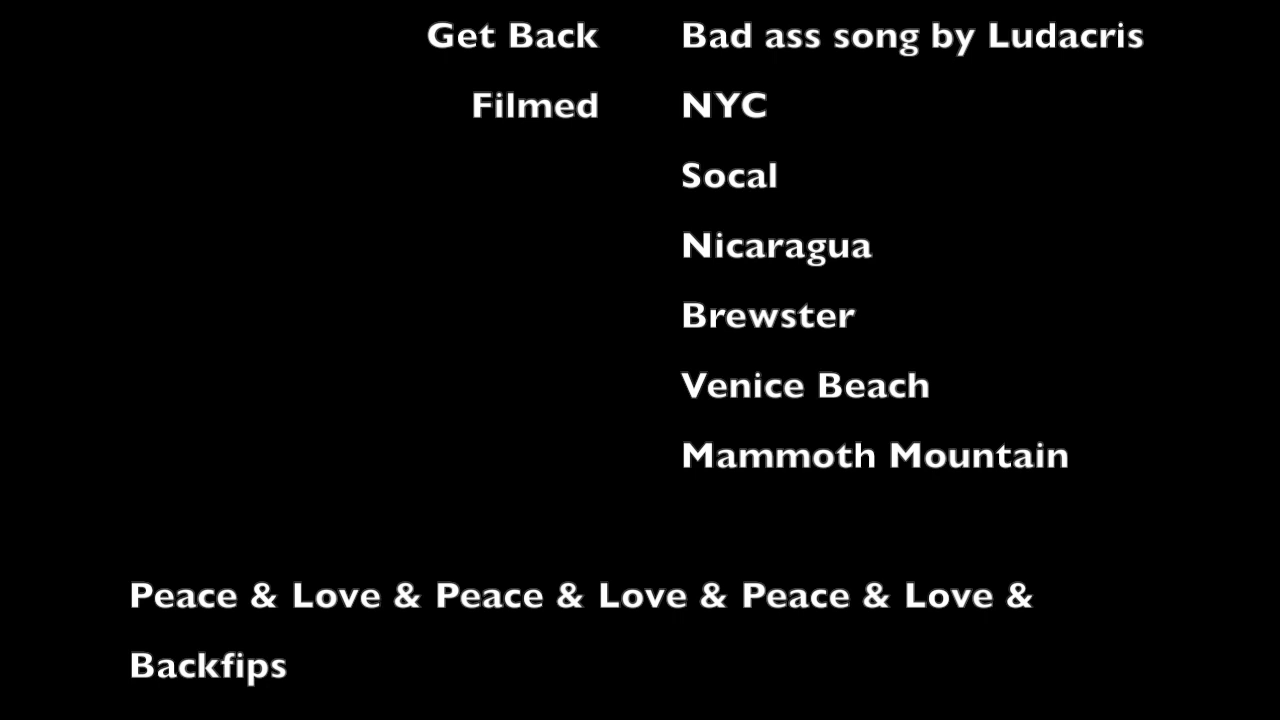 Get Back Bad ass song by Ludacris
Filmed NYC
Socal
Nicaragua
Brewster
Venice Beach
Mammoth Mountain
Peace & Love & Peace & Love & Peace & Love &
Backfips